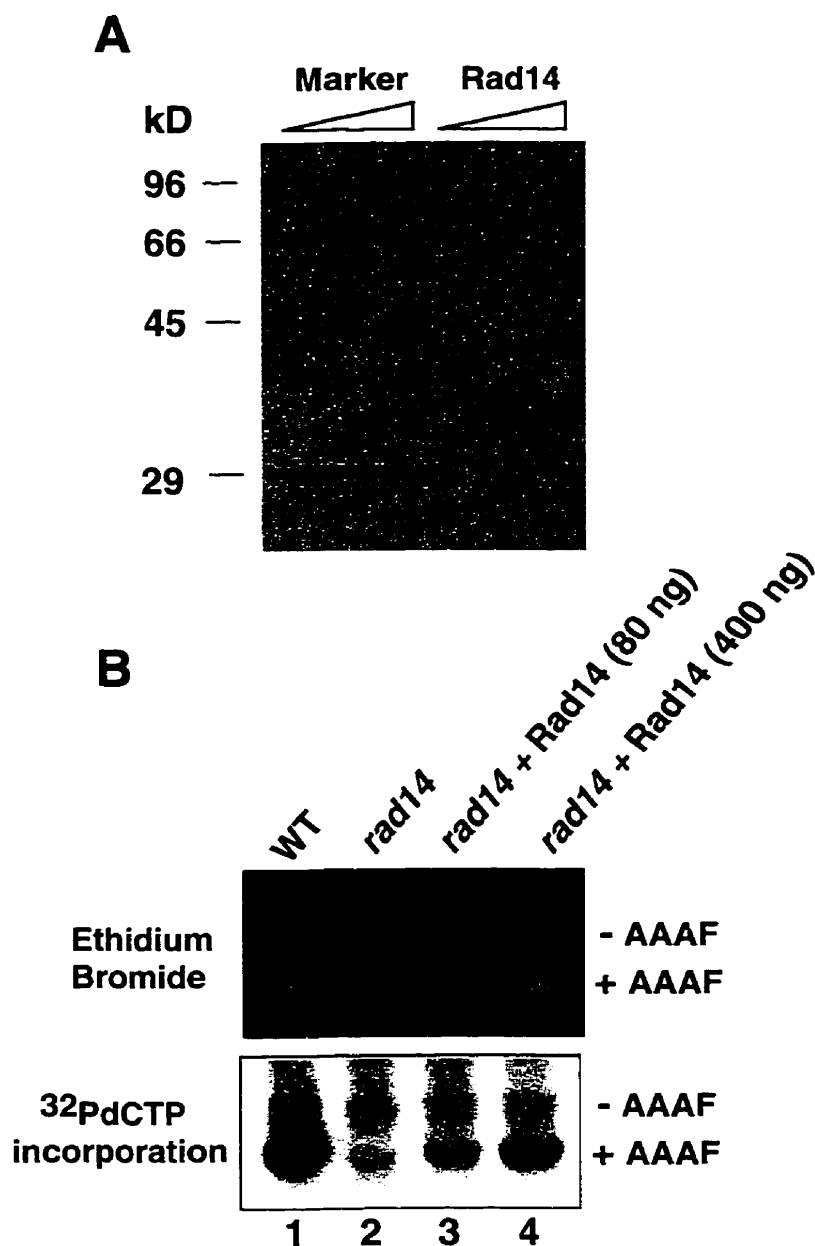 A
Marker Rad14
kD
96
66
45
29
B
WT
rad14
rad14 + Rad14 (80 ng)
rad14 + Rad14 (400 ng)
Ethidium
Bromide
- AAAF
+ AAAF
32PdCTP
incorporation
- AAAF
+ AAAF
1 2 3 4